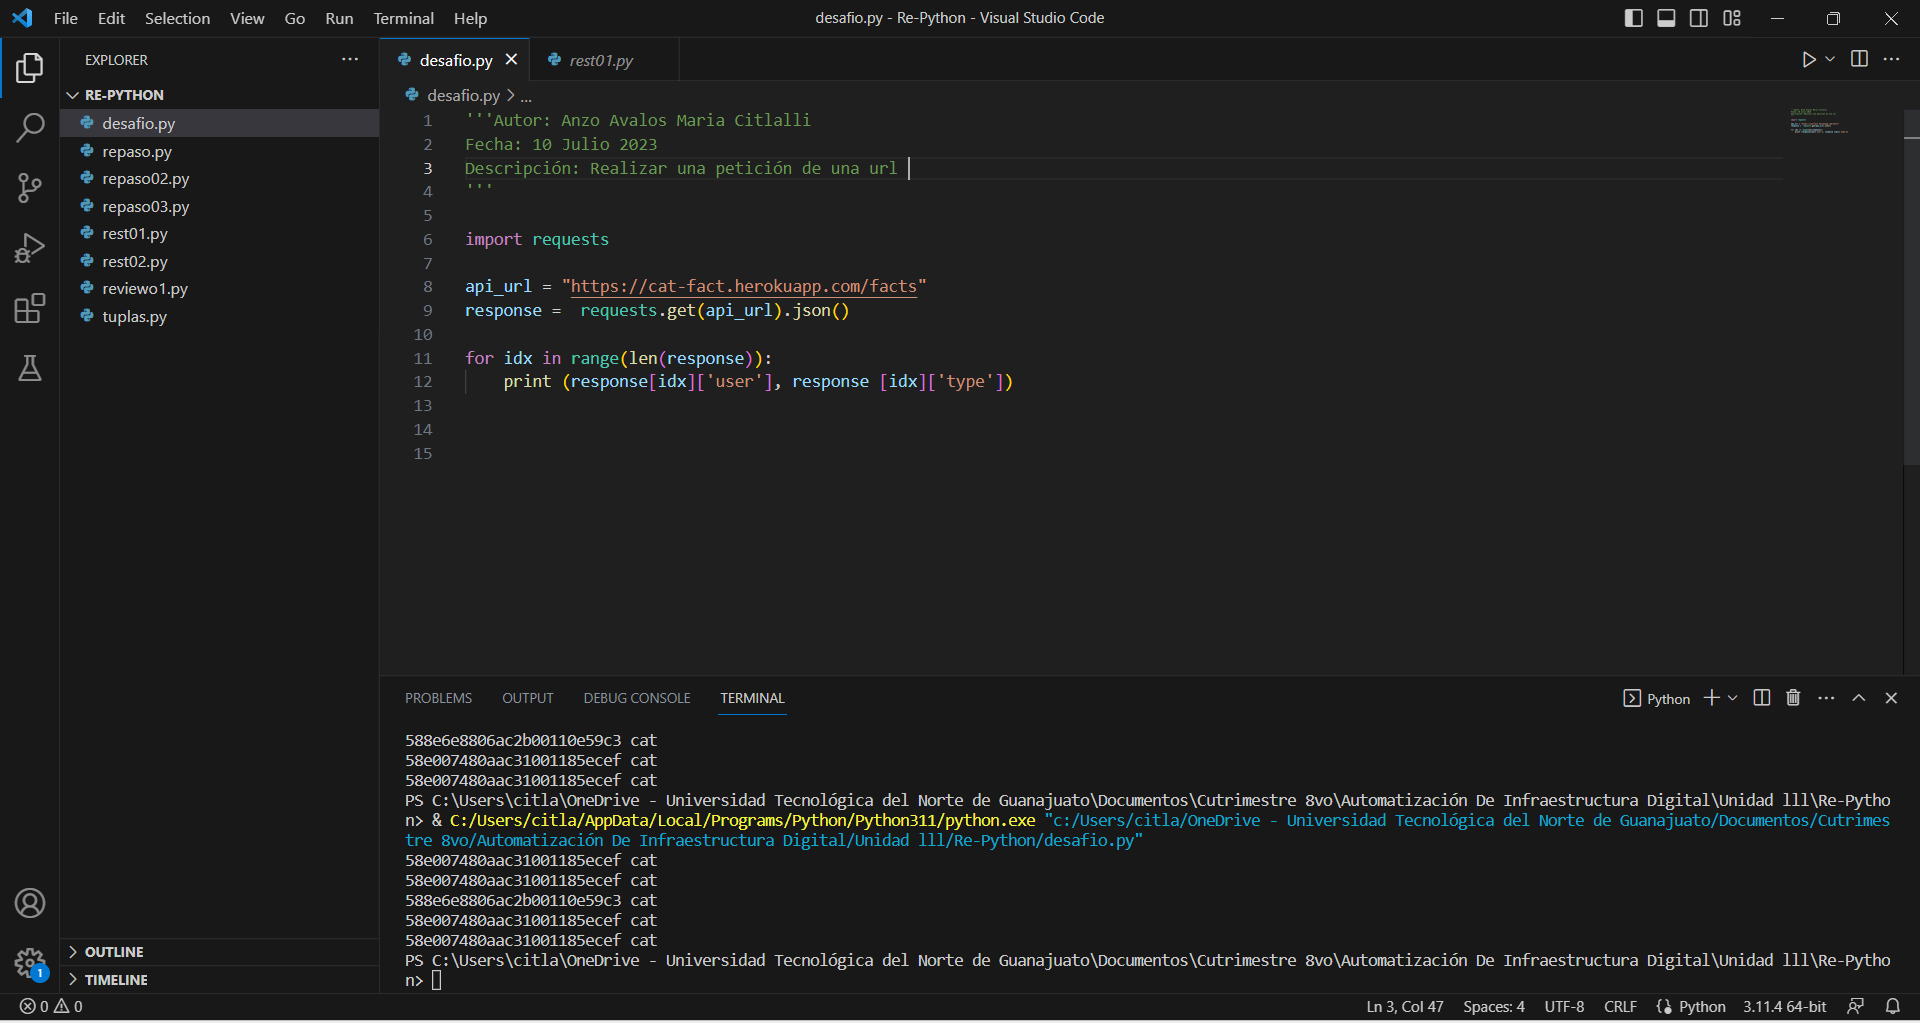 File Edit Selection View Go Run Terminal Help
desafio.py - Re-Python - Visual Studio Code
EXPLORER
RE-PYTHON
desafio.py
repaso.py
repaso02.py
repaso03.py
rest01.py
rest02.py
reviewo1.py
tuplas.py
OUTLINE
TIMELINE
desafio.py rest01.py
desafio.py > ...
1 '''Autor: Anzo Avalos Maria Citlalli
2 Fecha: 10 Julio 2023
3 Descripción: Realizar una petición de una url
4 '''
5
6 import requests
7
8 api_url = "https://cat-fact.herokuapp.com/facts"
9 response =  requests.get(api_url).json()
10
11 for idx in range(len(response)):
12     print (response[idx]['user'], response [idx]['type'])
13
14
15
PROBLEMS OUTPUT DEBUG CONSOLE TERMINAL
Python
588e6e8806ac2b00110e59c3 cat
58e007480aac31001185ecef cat
58e007480aac31001185ecef cat
PS C:\Users\citla\OneDrive - Universidad Tecnológica del Norte de Guanajuato\Documentos\Cutrimestre 8vo\Automatización De Infraestructura Digital\Unidad lll\Re-Pytho
n> & C:/Users/citla/AppData/Local/Programs/Python/Python311/python.exe "c:/Users/citla/OneDrive - Universidad Tecnológica del Norte de Guanajuato/Documentos/Cutrimes
tre 8vo/Automatización De Infraestructura Digital/Unidad lll/Re-Python/desafio.py"
58e007480aac31001185ecef cat
58e007480aac31001185ecef cat
588e6e8806ac2b00110e59c3 cat
58e007480aac31001185ecef cat
58e007480aac31001185ecef cat
PS C:\Users\citla\OneDrive - Universidad Tecnológica del Norte de Guanajuato\Documentos\Cutrimestre 8vo\Automatización De Infraestructura Digital\Unidad lll\Re-Pytho
n>
1
0 0
Ln 3, Col 47 Spaces: 4 UTF-8 CRLF Python 3.11.4 64-bit